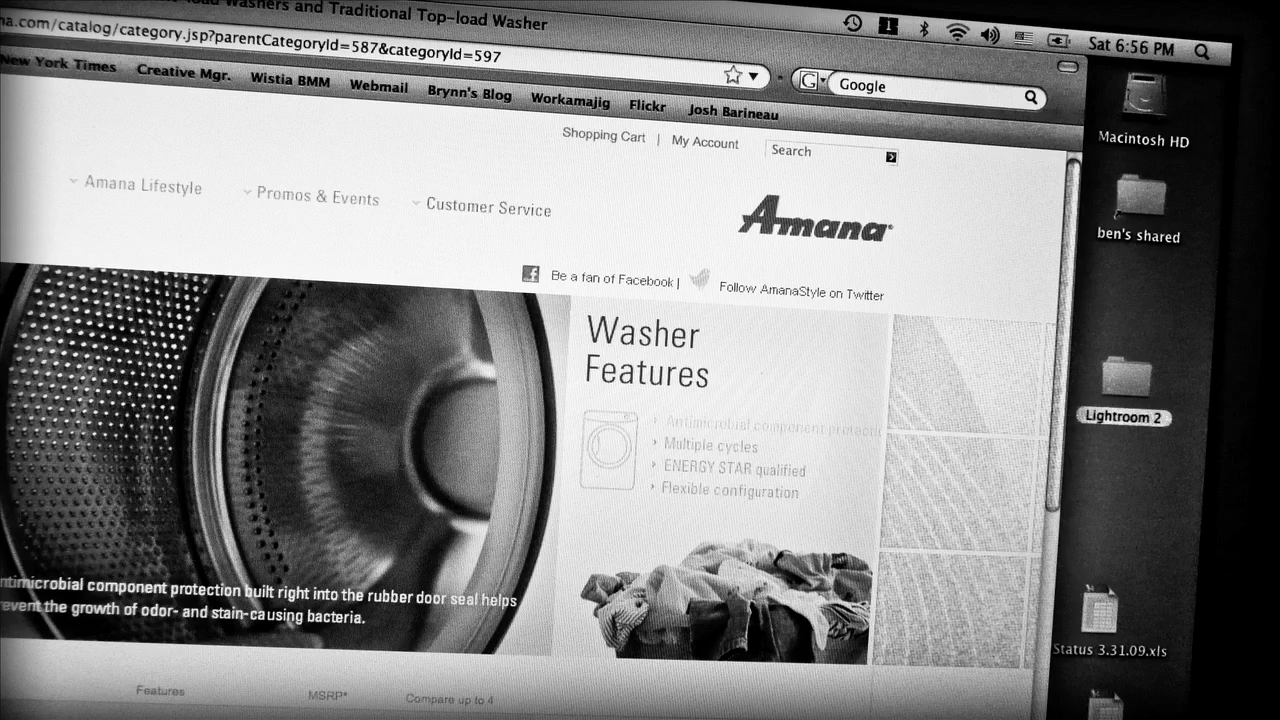 Washers and Traditional Top-load Washer
Sat 6:56 PM
na.com/catalog/category.jsp?parentCategoryId=587&categoryId=597
G
Google
New York Times Creative Mgr. Wistia BMM Webmail Brynn's Blog Workamajig Flickr Josh Barineau
Shopping Cart | My Account Search
Amana Lifestyle Promos & Events Customer Service
Amana
Be a fan of Facebook | Follow AmanaStyle on Twitter
Washer
Features
Antimicrobial component protectio
Multiple cycles
ENERGY STAR qualified
Flexible configuration
ntimicrobial component protection built right into the rubber door seal helps
revent the growth of odor- and stain-causing bacteria.
Features MSRP* Compare up to 4
Macintosh HD
ben's shared
Lightroom 2
Status 3.31.09.xls